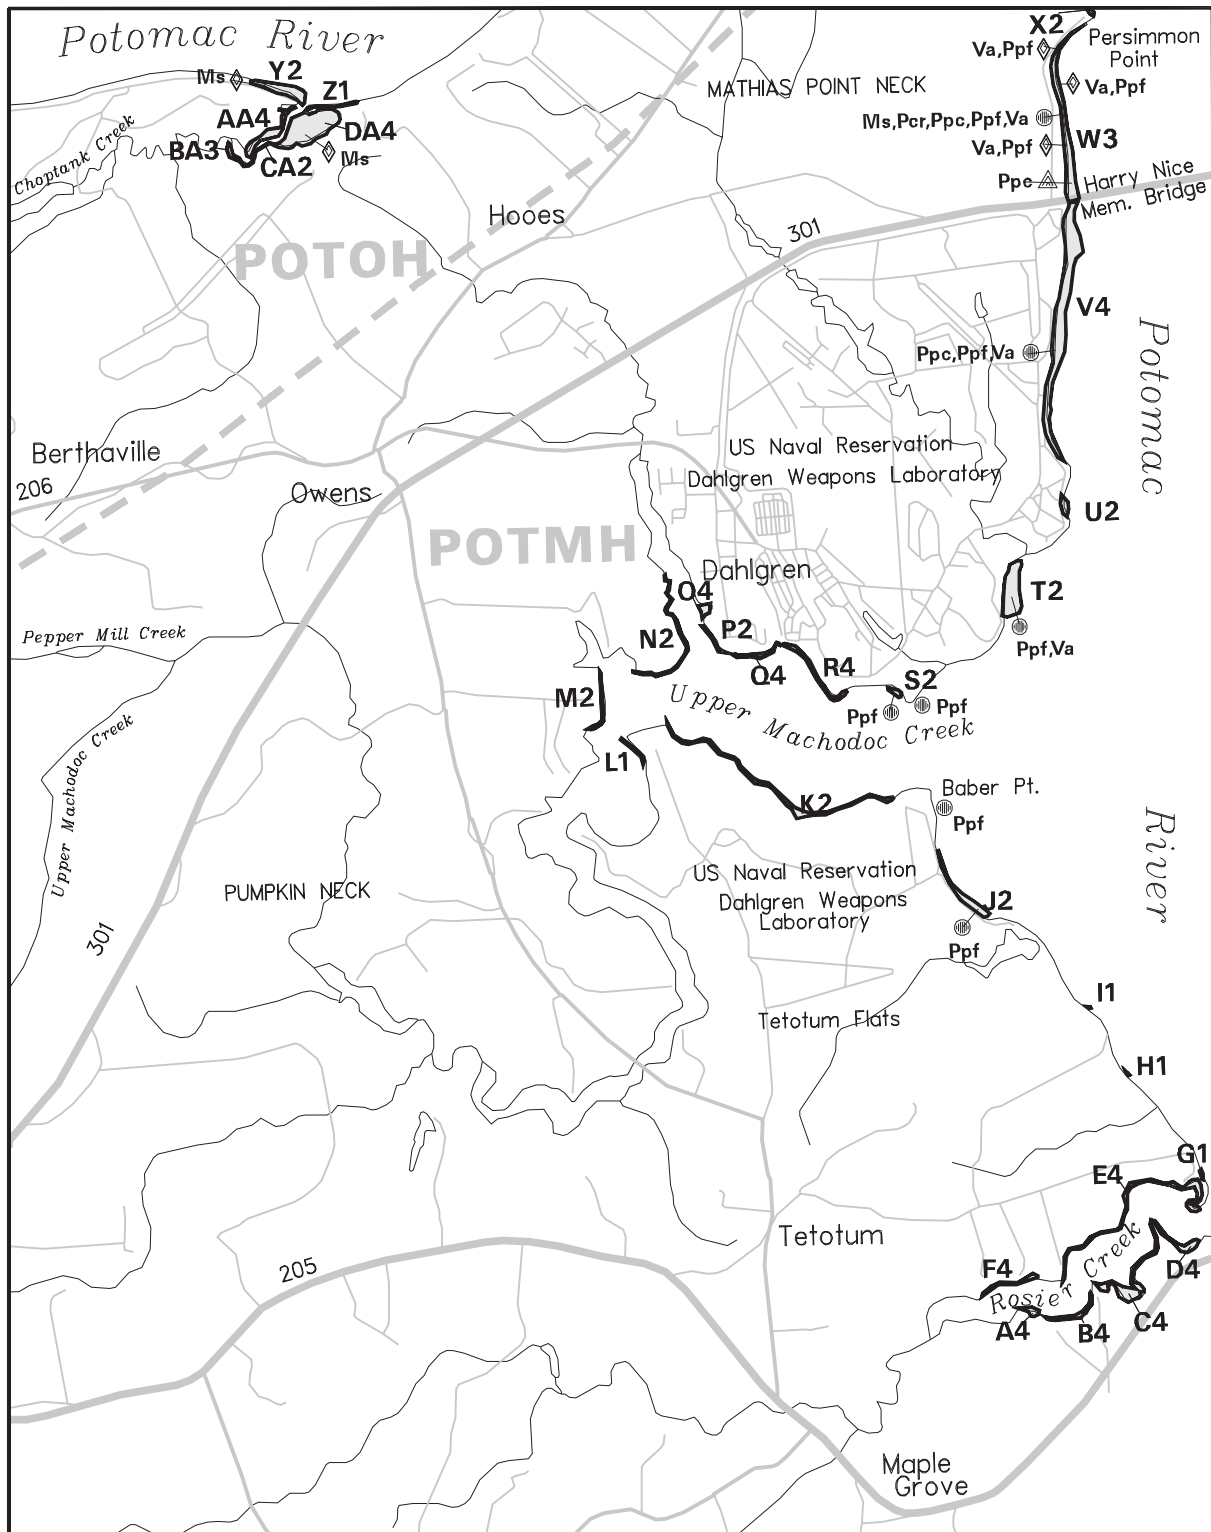 Potomac River
X2
Persimmon
Point
Va,Ppf
Ms
Y2
Z1
MATHIAS POINT NECK
Va,Ppf
AA4
DA4
Ms,Pcr,Ppc,Ppf,Va
W3
Choptank Creek
BA3
CA2
Ms
Va,Ppf
Ppc
Harry Nice
Mem. Bridge
Hooes
301
POTOH
V4
Potomac
Ppc,Ppf,Va
Berthaville
US Naval Reservation
Dahlgren Weapons Laboratory
206
Owens
U2
POTMH
Dahlgren
O4
T2
Pepper Mill Creek
N2
P2
Ppf,Va
Q4
R4
S2
M2
Upper Machodoc Creek
Ppf
Ppf
Upper Machodoc Creek
L1
K2
Baber Pt.
Ppf
River
US Naval Reservation
Dahlgren Weapons
Laboratory
PUMPKIN NECK
J2
301
Ppf
I1
Tetotum Flats
H1
G1
E4
Tetotum
205
F4
Rosier Creek
D4
A4
B4
C4
Maple
Grove